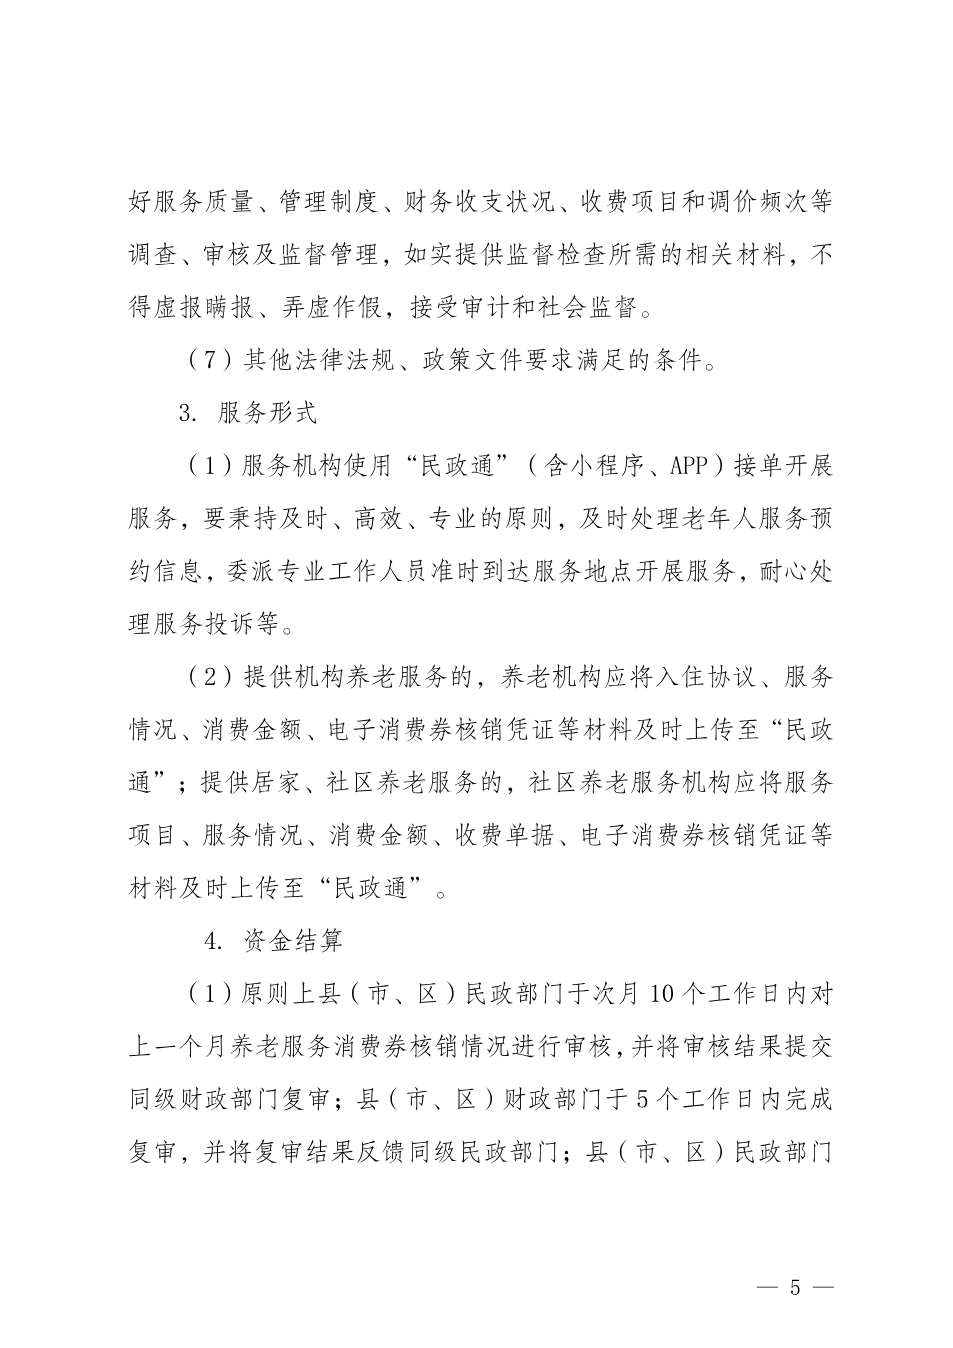 好服务质量、管理制度、财务收支状况、收费项目和调价频次等
调查、审核及监督管理，如实提供监督检查所需的相关材料，不
得虚报瞒报、弄虚作假，接受审计和社会监督。
（7）其他法律法规、政策文件要求满足的条件。
3. 服务形式
（1）服务机构使用“民政通”（含小程序、APP）接单开展
服务，要秉持及时、高效、专业的原则，及时处理老年人服务预
约信息，委派专业工作人员准时到达服务地点开展服务，耐心处
理服务投诉等。
（2）提供机构养老服务的，养老机构应将入住协议、服务
情况、消费金额、电子消费券核销凭证等材料及时上传至“民政
通”；提供居家、社区养老服务的，社区养老服务机构应将服务
项目、服务情况、消费金额、收费单据、电子消费券核销凭证等
材料及时上传至“民政通”。
4. 资金结算
（1）原则上县（市、区）民政部门于次月 10 个工作日内对
上一个月养老服务消费券核销情况进行审核，并将审核结果提交
同级财政部门复审；县（市、区）财政部门于 5 个工作日内完成
复审，并将复审结果反馈同级民政部门；县（市、区）民政部门
— 5 —